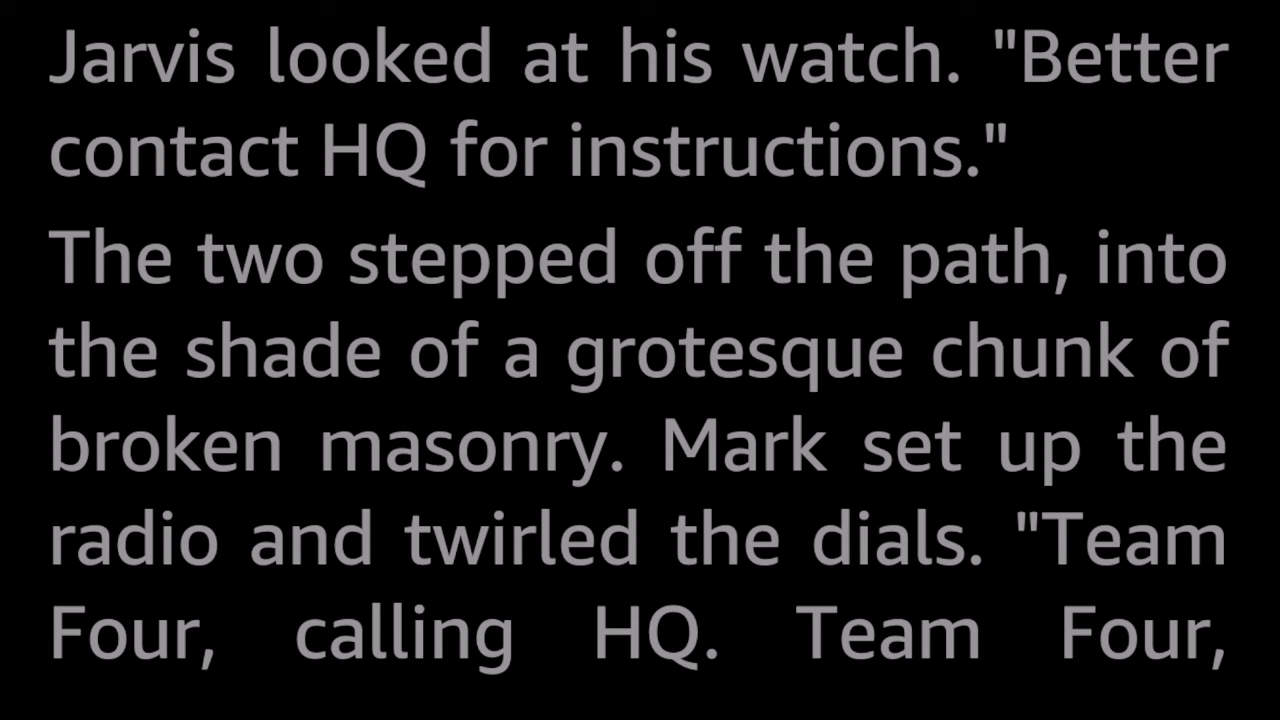 Jarvis looked at his watch. "Better
contact HQ for instructions."
The two stepped off the path, into
the shade of a grotesque chunk of
broken masonry. Mark set up the
radio and twirled the dials. "Team
Four, calling HQ. Team Four,